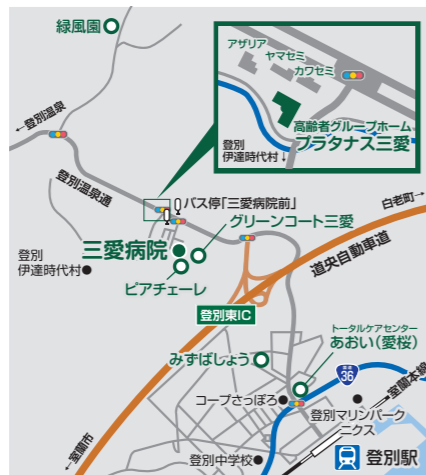 緑風園
アザリア
ヤマセミ
カワセミ
高齢者グループホーム
プラタナス三愛
登別
伊達時代村↓
←登別温泉
登別温泉通
バス停「三愛病院前」
グリーンコート三愛
白老町→
三愛病院
登別
伊達時代村
ピアチェーレ
道央自動車道
登別東IC
トータルケアセンター
あおい(愛桜)
みずばしょう
国道
36
室蘭本線
コープさっぽろ
登別マリンパーク
ニクス
←室蘭市
登別中学校
登別駅